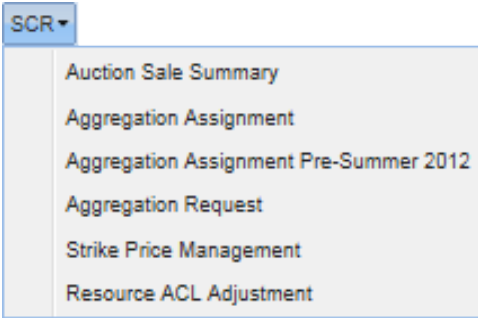 SCR
Auction Sale Summary
Aggregation Assignment
Aggregation Assignment Pre-Summer 2012
Aggregation Request
Strike Price Management
Resource ACL Adjustment